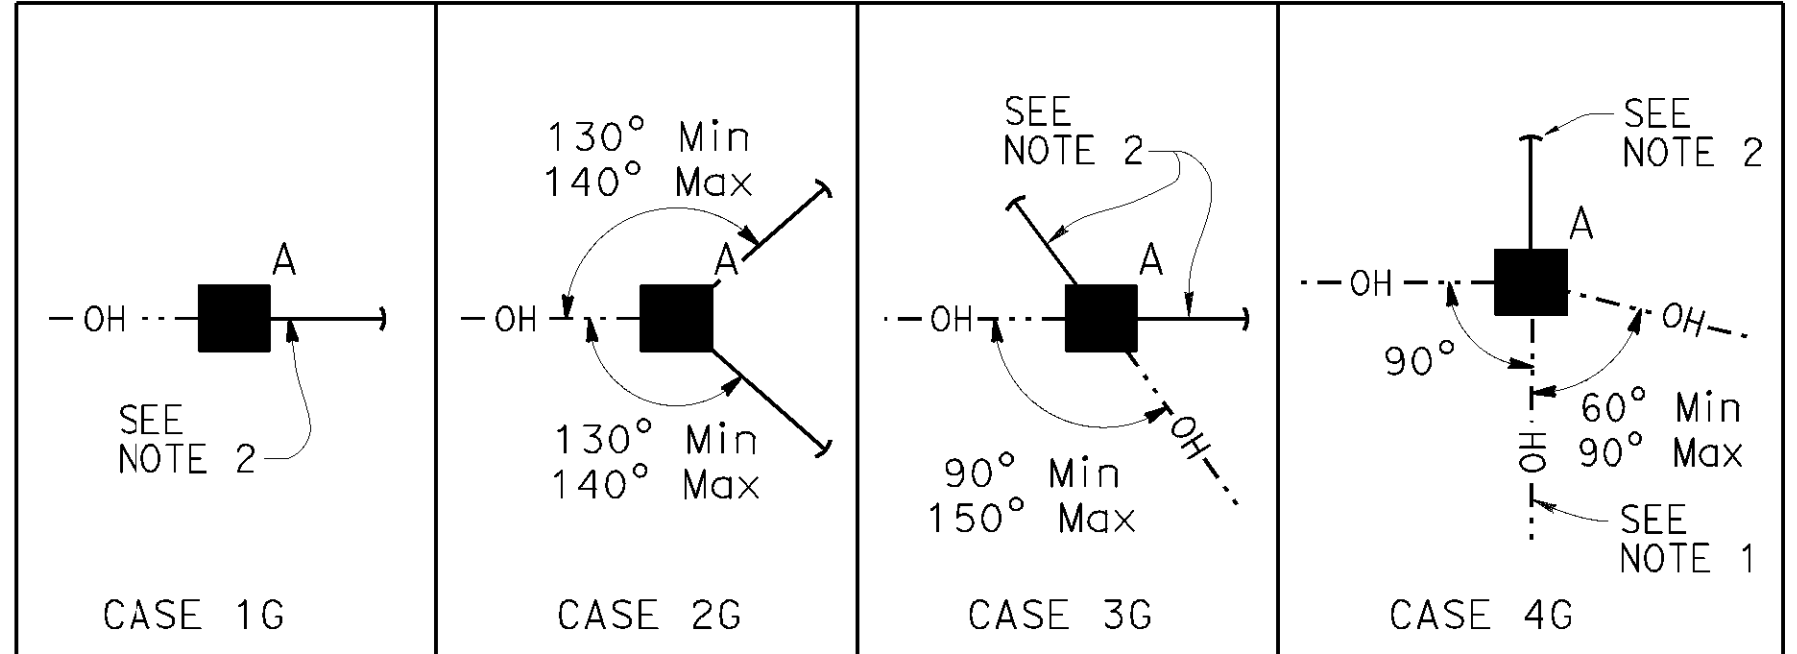 A
OH
SEE
NOTE 2
CASE 1G
130° Min
140° Max
A
OH
130° Min
140° Max
CASE 2G
SEE
NOTE 2
A
OH
OH
90° Min
150° Max
CASE 3G
SEE
NOTE 2
A
OH
OH
90°
60° Min
90° Max
OH
SEE
NOTE 1
CASE 4G